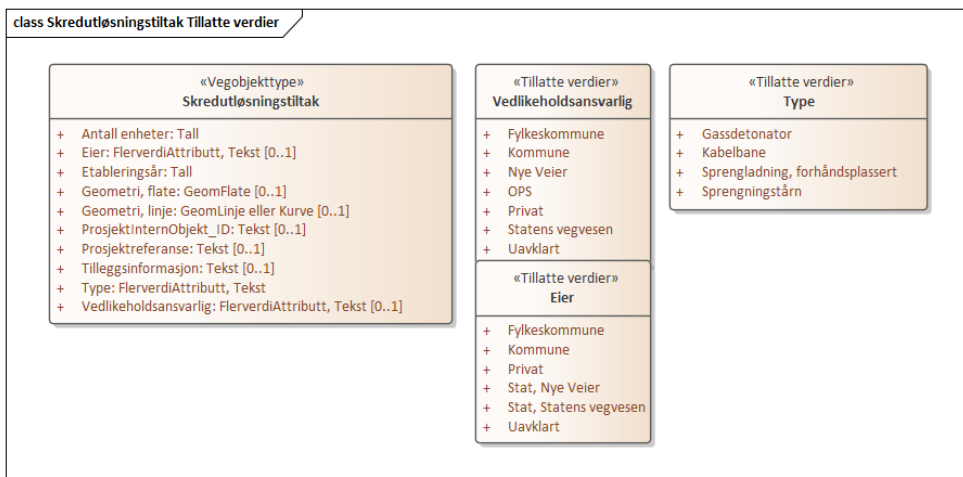 class Skredutløsningstiltak Tillatte verdier
«Vegobjekttype»
Skredutløsningstiltak
+ Antall enheter: Tall
+ Eier: FlerverdiAttributt, Tekst [0..1]
+ Etableringsår: Tall
+ Geometri, flate: GeomFlate [0..1]
+ Geometri, linje: GeomLinje eller Kurve [0..1]
+ ProsjektInternObjekt_ID: Tekst [0..1]
+ Prosjektreferanse: Tekst [0..1]
+ Tilleggsinformasjon: Tekst [0..1]
+ Type: FlerverdiAttributt, Tekst
+ Vedlikeholdsansvarlig: FlerverdiAttributt, Tekst [0..1]
«Tillatte verdier»
Vedlikeholdsansvarlig
+ Fylkeskommune
+ Kommune
+ Nye Veier
+ OPS
+ Privat
+ Statens vegvesen
+ Uavklart
«Tillatte verdier»
Eier
+ Fylkeskommune
+ Kommune
+ Privat
+ Stat, Nye Veier
+ Stat, Statens vegvesen
+ Uavklart
«Tillatte verdier»
Type
+ Gassdetonator
+ Kabelbane
+ Sprengladning, forhåndsplassert
+ Sprengningstårn